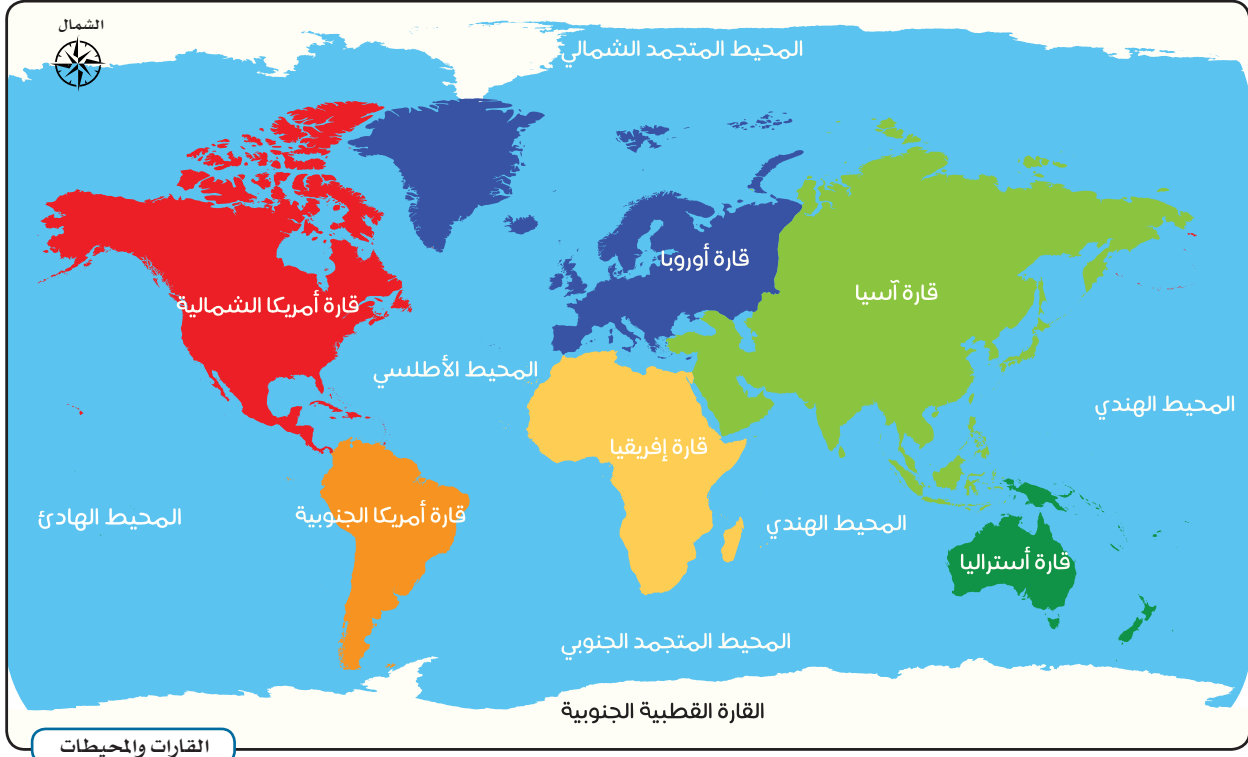 الشمال
المحيط المتجمد الشمالي
قارة أوروبا
قارة آسيا
قارة أمريكا الشمالية
المحيط الأطلسي
المحيط الهندي
قارة إفريقيا
قارة أمريكا الجنوبية
المحيط الهادئ
المحيط الهندي
قارة أستراليا
المحيط المتجمد الجنوبي
القارة القطبية الجنوبية
القارات والمحيطات